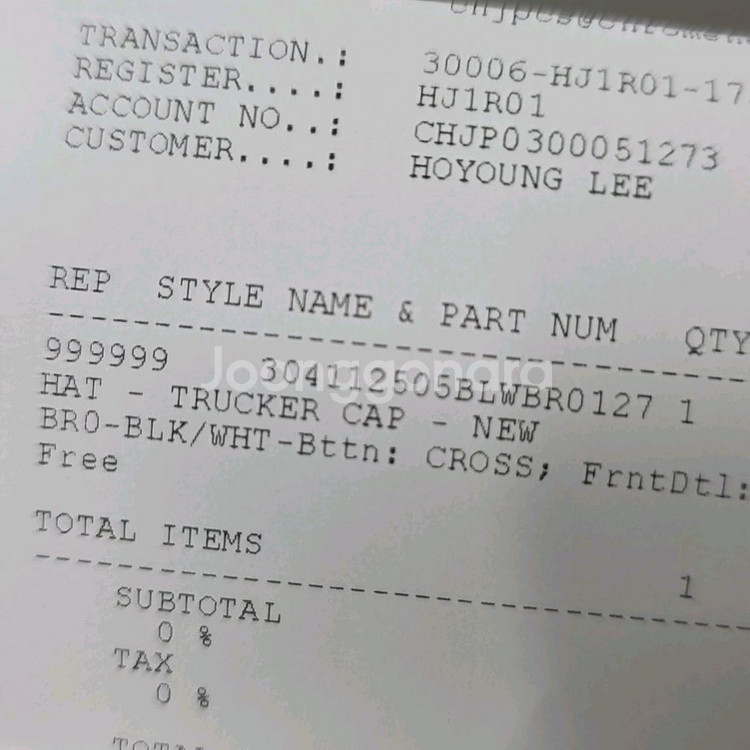 TRANSACTION.: 30006-HJ1R01-17
REGISTER....: HJ1R01
ACCOUNT NO..: CHJP0300051273
CUSTOMER....: HOYOUNG LEE
REP STYLE NAME & PART NUM QTY
999999 304112505BLWBR0127 1
HAT - TRUCKER CAP - NEW
BRO-BLK/WHT-Bttn: CROSS; FrntDtl:
Free
TOTAL ITEMS 1
SUBTOTAL
0 %
TAX
0 %
Joonggonara